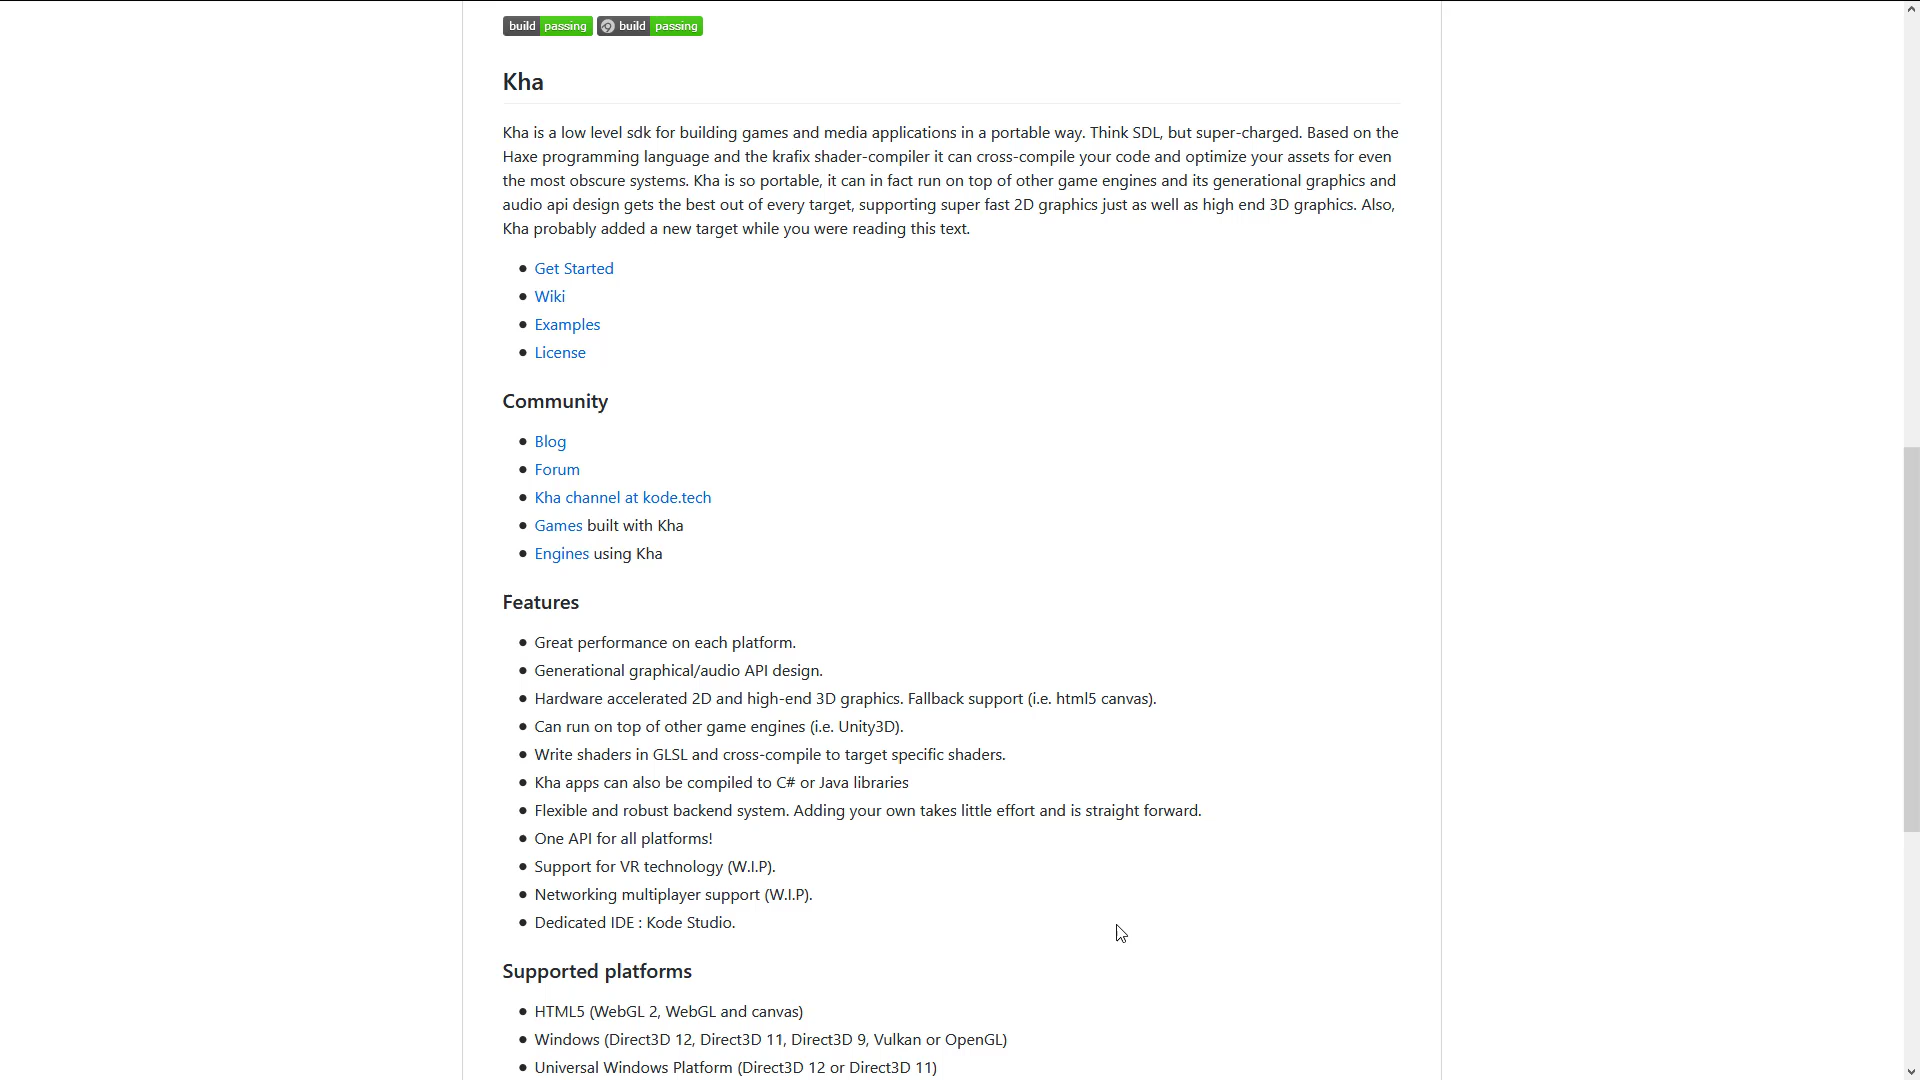 build passing build passing
Kha
Kha is a low level sdk for building games and media applications in a portable way. Think SDL, but super-charged. Based on the
Haxe programming language and the krafix shader-compiler it can cross-compile your code and optimize your assets for even
the most obscure systems. Kha is so portable, it can in fact run on top of other game engines and its generational graphics and
audio api design gets the best out of every target, supporting super fast 2D graphics just as well as high end 3D graphics. Also,
Kha probably added a new target while you were reading this text.
Get Started
Wiki
Examples
License
Community
Blog
Forum
Kha channel at kode.tech
Games built with Kha
Engines using Kha
Features
Great performance on each platform.
Generational graphical/audio API design.
Hardware accelerated 2D and high-end 3D graphics. Fallback support (i.e. html5 canvas).
Can run on top of other game engines (i.e. Unity3D).
Write shaders in GLSL and cross-compile to target specific shaders.
Kha apps can also be compiled to C# or Java libraries
Flexible and robust backend system. Adding your own takes little effort and is straight forward.
One API for all platforms!
Support for VR technology (W.I.P).
Networking multiplayer support (W.I.P).
Dedicated IDE : Kode Studio.
Supported platforms
HTML5 (WebGL 2, WebGL and canvas)
Windows (Direct3D 12, Direct3D 11, Direct3D 9, Vulkan or OpenGL)
Universal Windows Platform (Direct3D 12 or Direct3D 11)